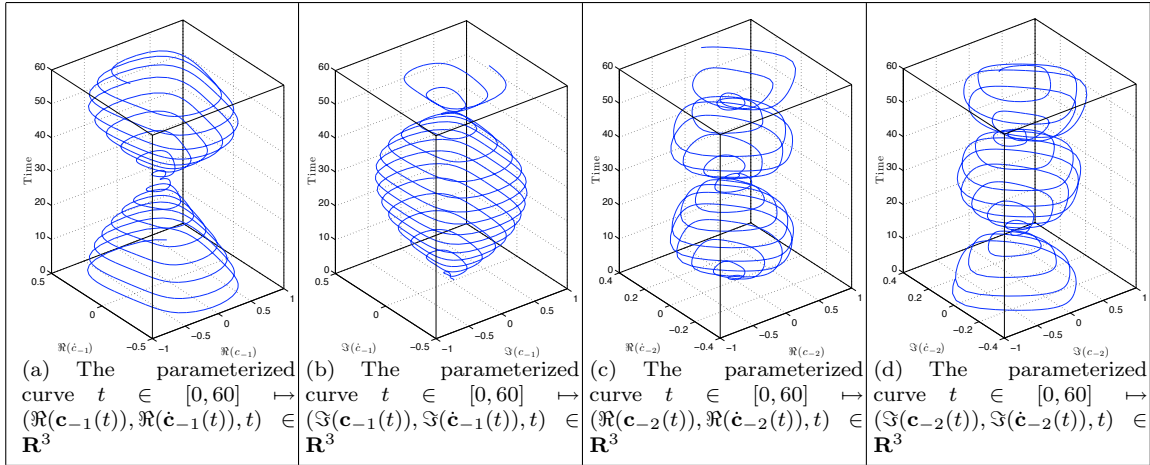 60
50
40
30
20
10
0
Time
0.5
0
−0.5
−1
−0.5
0
0.5
1
ℜ(ċ₋₁)
ℜ(c₋₁)
(a) The parameterized
curve t ∈ [0, 60] ↦
(ℜ(c₋₁(t)), ℜ(ċ₋₁(t)), t) ∈
R³
60
50
40
30
20
10
0
Time
0.5
0
−0.5
−1
−0.5
0
0.5
1
ℑ(ċ₋₁)
ℑ(c₋₁)
(b) The parameterized
curve t ∈ [0, 60] ↦
(ℑ(c₋₁(t)), ℑ(ċ₋₁(t)), t) ∈
R³
60
50
40
30
20
10
0
Time
0.4
0.2
0
−0.2
−0.4
−1
−0.5
0
0.5
1
ℜ(ċ₋₂)
ℜ(c₋₂)
(c) The parameterized
curve t ∈ [0, 60] ↦
(ℜ(c₋₂(t)), ℜ(ċ₋₂(t)), t) ∈
R³
60
50
40
30
20
10
0
Time
0.4
0.2
0
−0.2
−0.4
−1
−0.5
0
0.5
1
ℑ(ċ₋₂)
ℑ(c₋₂)
(d) The parameterized
curve t ∈ [0, 60] ↦
(ℑ(c₋₂(t)), ℑ(ċ₋₂(t)), t) ∈
R³